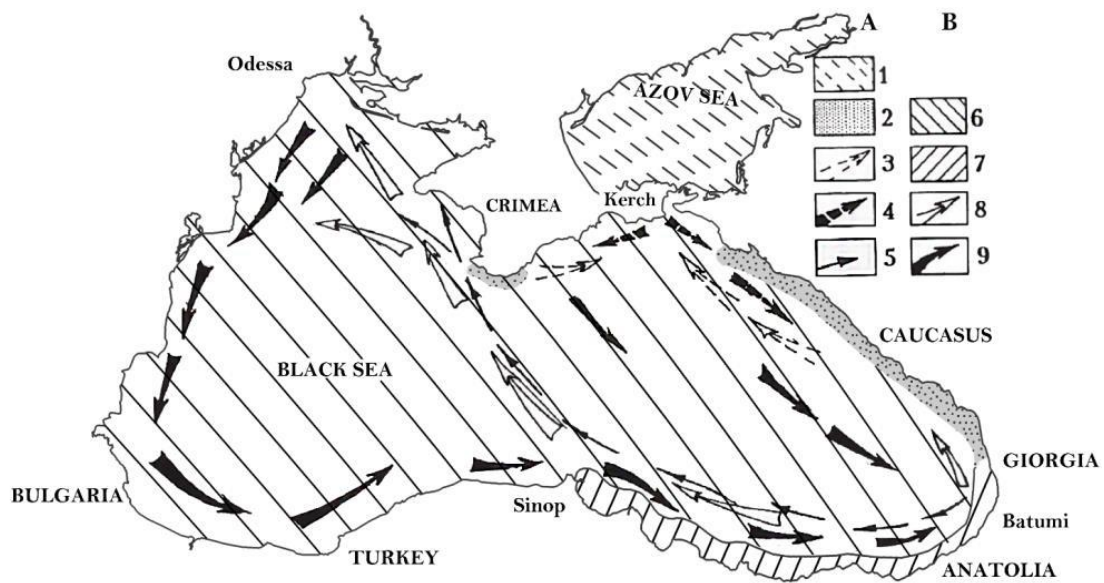 A B
Odessa
AZOV SEA
1
2 6
Kerch
3 7
CRIMEA
4 8
5 9
CAUCASUS
BLACK SEA
GIORGIA
BULGARIA
Sinop
Batumi
TURKEY
ANATOLIA